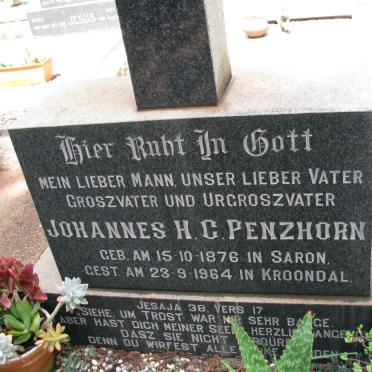 JESUS
Hier Ruht In Gott
MEIN LIEBER MANN, UNSER LIEBER VATER
GROSZVATER UND URGROSZVATER
JOHANNES H. C. PENZHORN
GEB. AM 15-10-1876 IN SARON,
GEST. AM 23-9-1964 IN KROONDAL.
JESAJA 38, VERS 17
SIEHE, UM TROST WAR MIR SEHR BANGE.
ABER HAST DICH MEINER HERZLICH
DASZ SIE NICHT
DENN DU WIRFEST ALLE